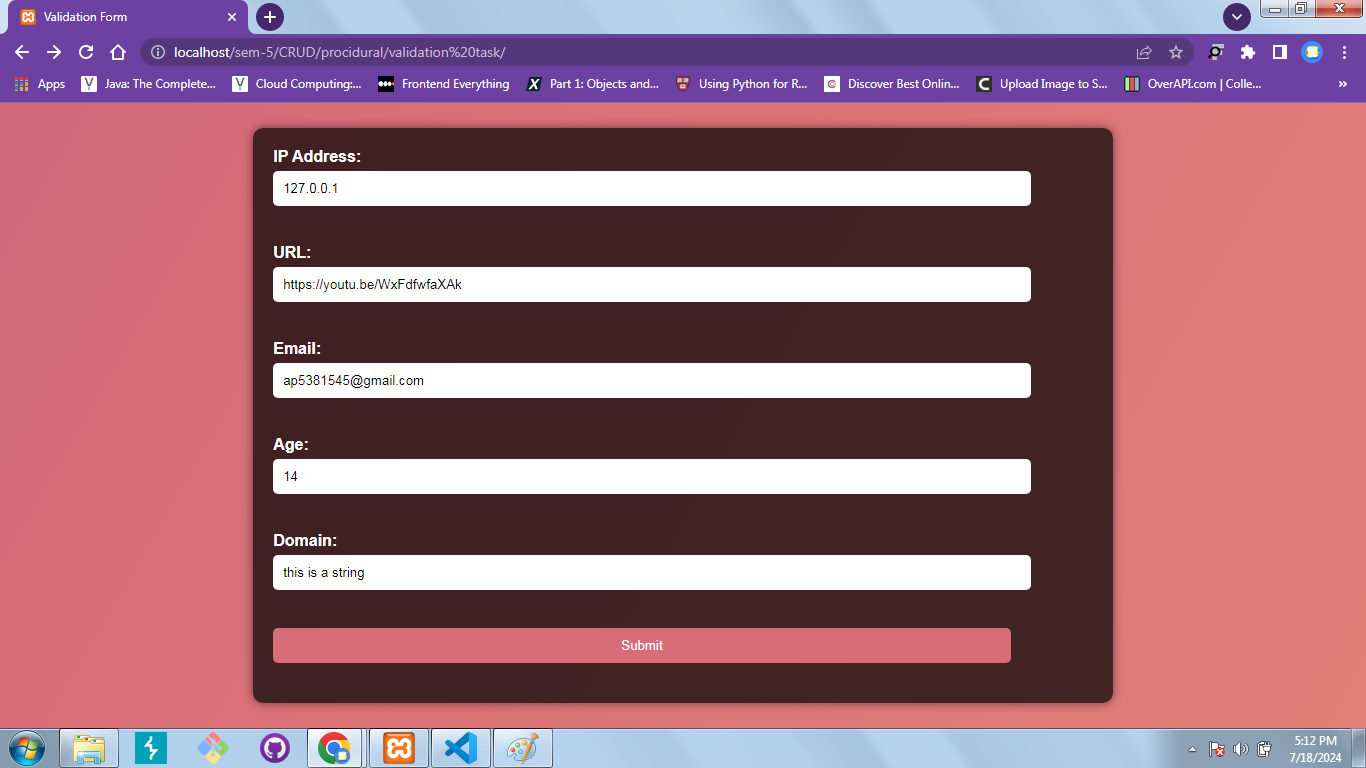 Validation Form
localhost/sem-5/CRUD/procidural/validation%20task/
Apps Java: The Complete... Cloud Computing:... Frontend Everything Part 1: Objects and... Using Python for R... Discover Best Onlin... Upload Image to S... OverAPI.com | Colle... »
IP Address:
127.0.0.1
URL:
https://youtu.be/WxFdfwfaXAk
Email:
ap5381545@gmail.com
Age:
14
Domain:
this is a string
Submit
5:12 PM
7/18/2024